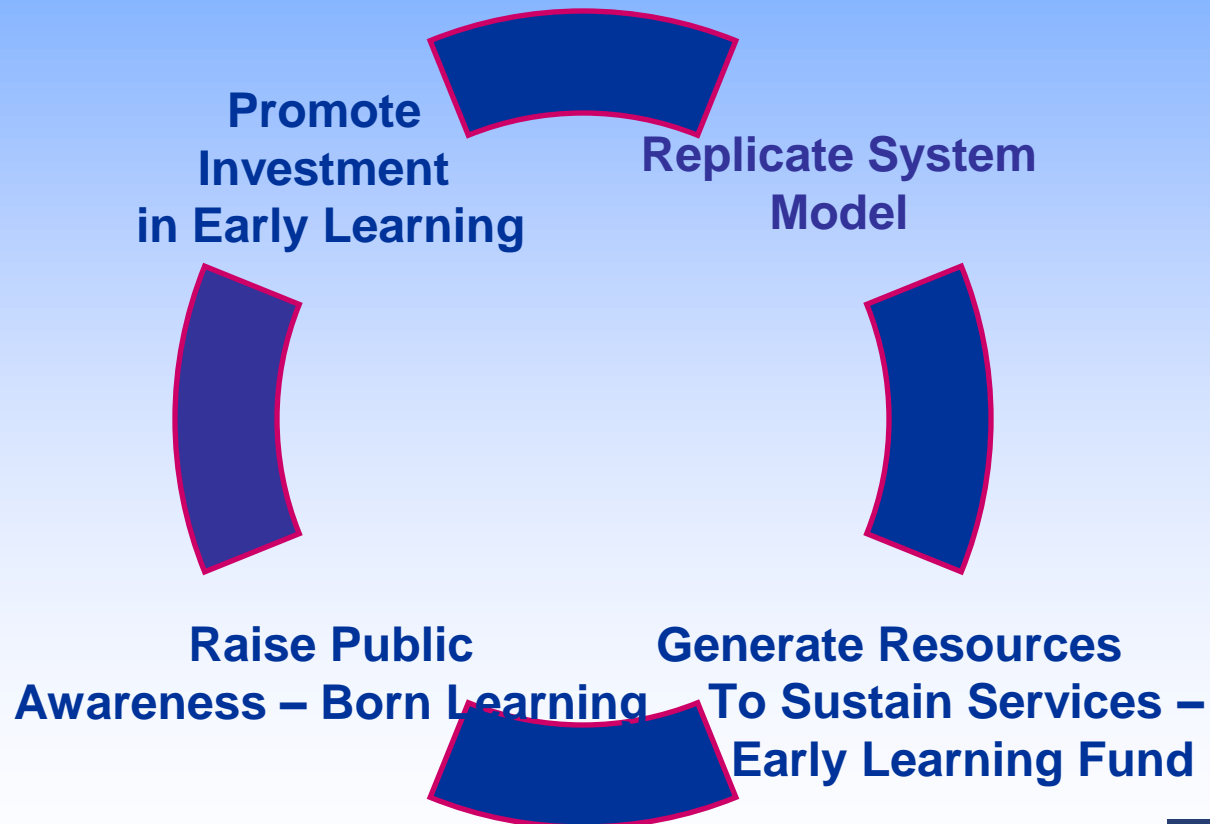 Promote
Investment
in Early Learning
Replicate System
Model
Raise Public
Awareness – Born Learning
Generate Resources
To Sustain Services –
Early Learning Fund